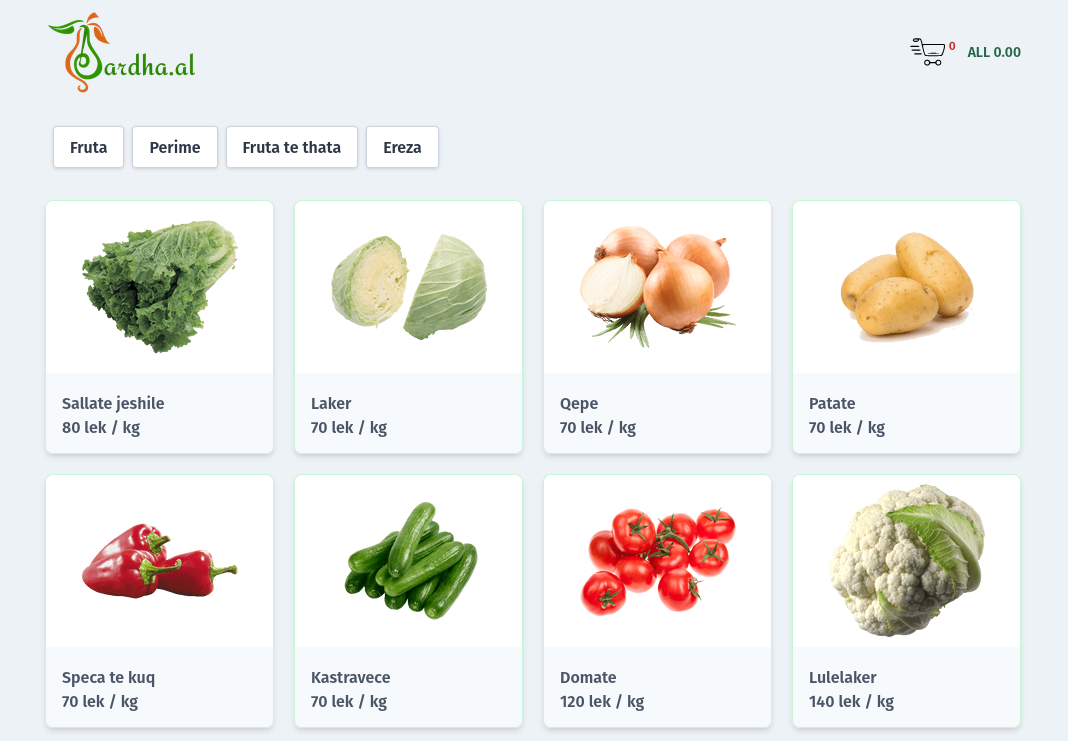 Dardha.al
0
ALL 0.00
Fruta
Perime
Fruta te thata
Ereza
Sallate jeshile
80 lek / kg
Laker
70 lek / kg
Qepe
70 lek / kg
Patate
70 lek / kg
Speca te kuq
70 lek / kg
Kastravece
70 lek / kg
Domate
120 lek / kg
Lulelaker
140 lek / kg